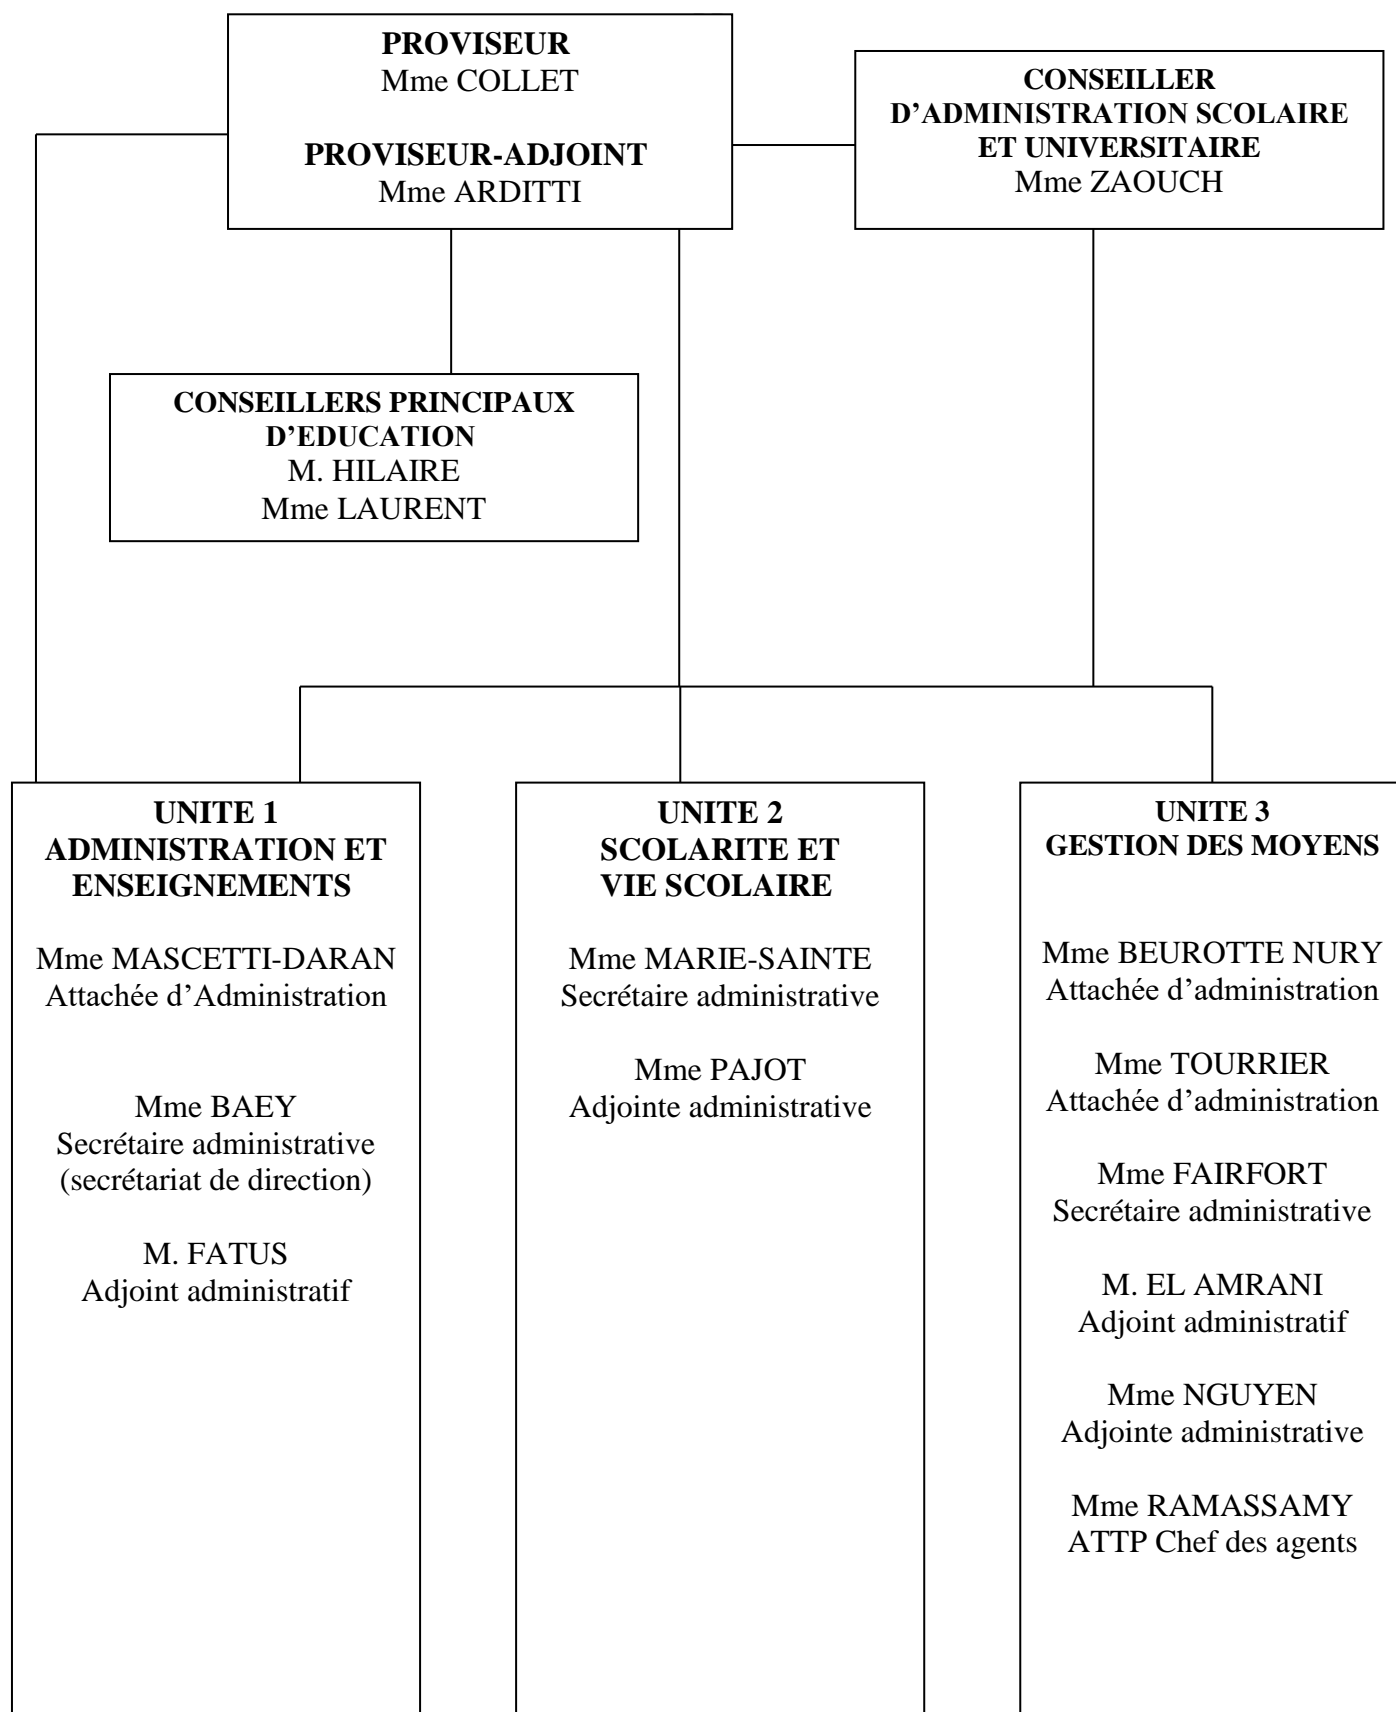 PROVISEUR
Mme COLLET
PROVISEUR-ADJOINT
Mme ARDITTI
CONSEILLER
D’ADMINISTRATION SCOLAIRE
ET UNIVERSITAIRE
Mme ZAOUCH
CONSEILLERS PRINCIPAUX
D’EDUCATION
M. HILAIRE
Mme LAURENT
UNITE 1
ADMINISTRATION ET
ENSEIGNEMENTS
Mme MASCETTI-DARAN
Attachée d’Administration
Mme BAEY
Secrétaire administrative
(secrétariat de direction)
M. FATUS
Adjoint administratif
UNITE 2
SCOLARITE ET
VIE SCOLAIRE
Mme MARIE-SAINTE
Secrétaire administrative
Mme PAJOT
Adjointe administrative
UNITE 3
GESTION DES MOYENS
Mme BEUROTTE NURY
Attachée d’administration
Mme TOURRIER
Attachée d’administration
Mme FAIRFORT
Secrétaire administrative
M. EL AMRANI
Adjoint administratif
Mme NGUYEN
Adjointe administrative
Mme RAMASSAMY
ATTP Chef des agents